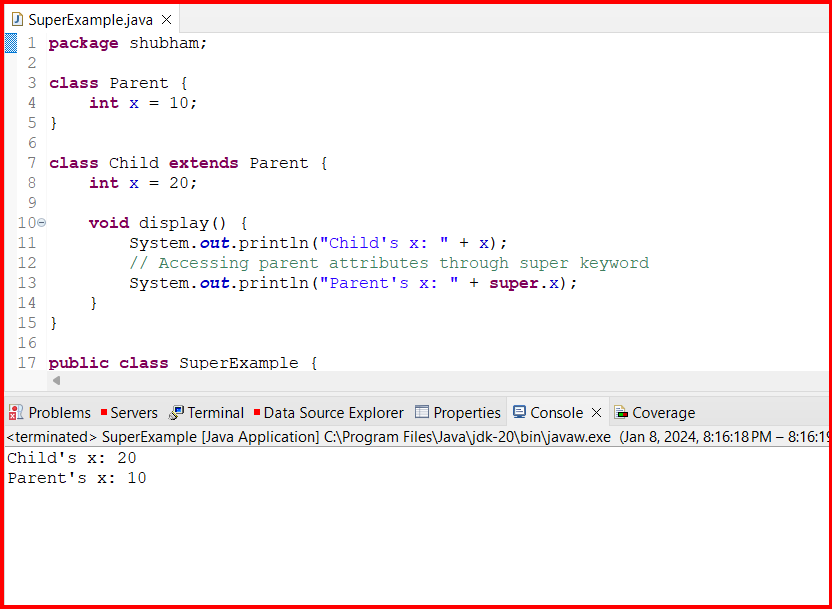 SuperExample.java
1 package shubham;
2
3 class Parent {
4     int x = 10;
5 }
6
7 class Child extends Parent {
8     int x = 20;
9
10     void display() {
11         System.out.println("Child's x: " + x);
12         // Accessing parent attributes through super keyword
13         System.out.println("Parent's x: " + super.x);
14     }
15 }
16
17 public class SuperExample {
Problems Servers Terminal Data Source Explorer Properties Console Coverage
<terminated> SuperExample [Java Application] C:\Program Files\Java\jdk-20\bin\javaw.exe (Jan 8, 2024, 8:16:18 PM – 8:16:19
Child's x: 20
Parent's x: 10